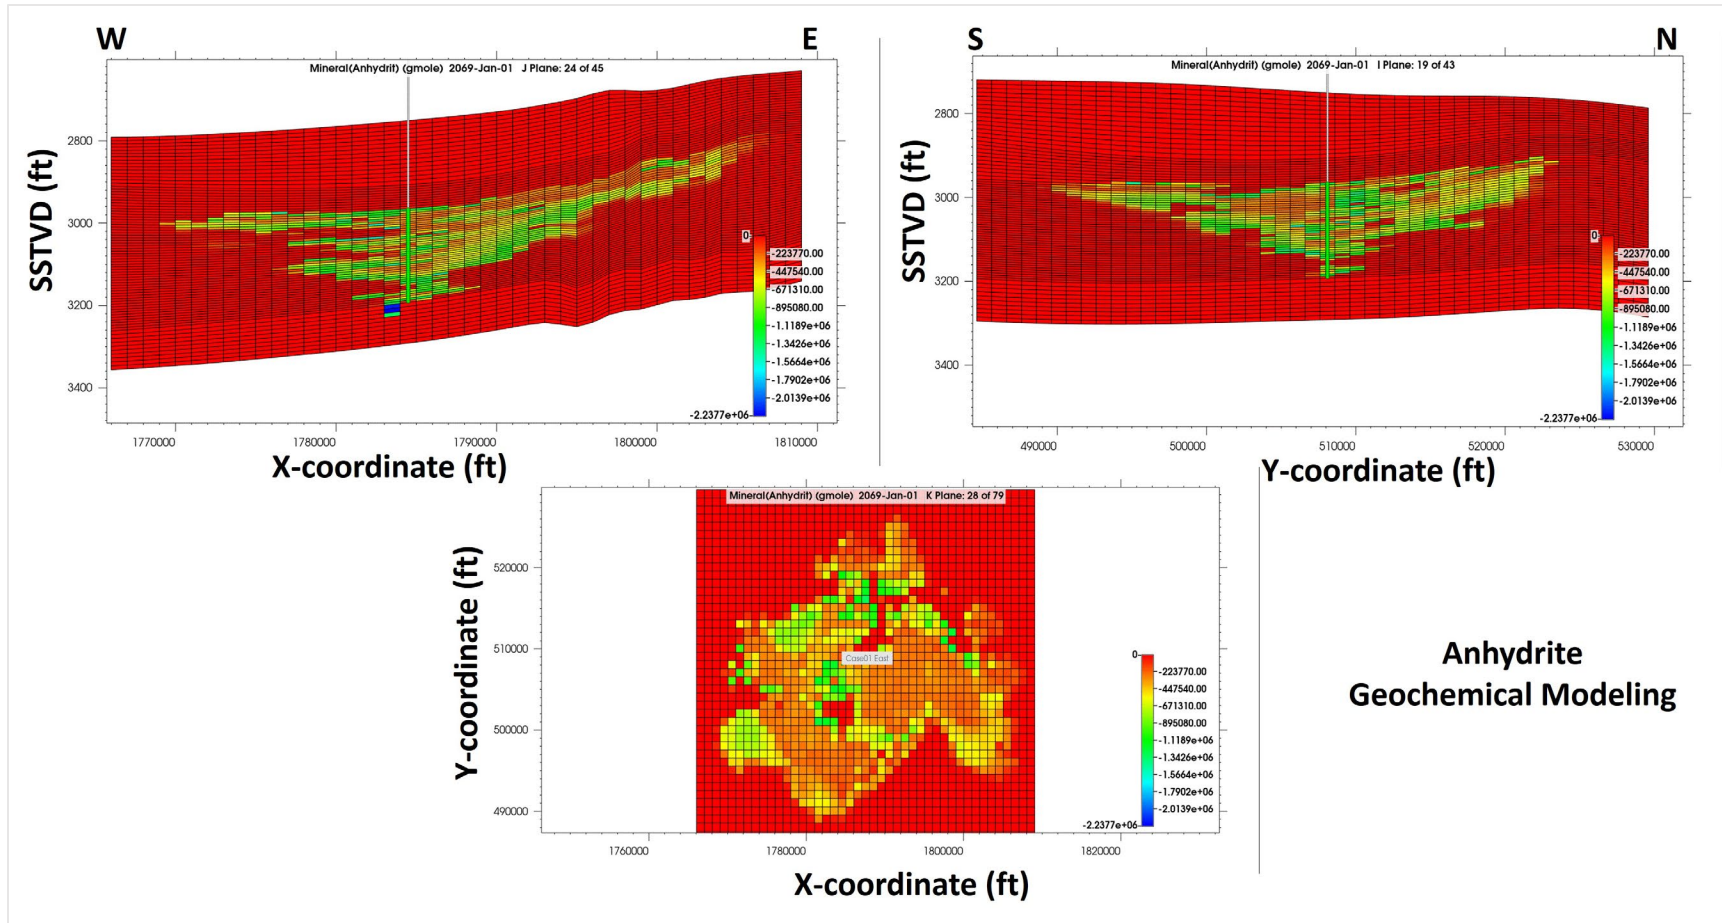 W
E
Mineral(Anhydrit) (gmole) 2069-Jan-01 J Plane: 24 of 45
SSTVD (ft)
2800
3000
3200
3400
0
-223770.00
-447540.00
-671310.00
-895080.00
-1.1189e+06
-1.3426e+06
-1.5664e+06
-1.7902e+06
-2.0139e+06
-2.2377e+06
1770000
1780000
1790000
1800000
1810000
X-coordinate (ft)
S
N
Mineral(Anhydrit) (gmole) 2069-Jan-01 I Plane: 19 of 43
SSTVD (ft)
2800
3000
3200
3400
0
-223770.00
-447540.00
-671310.00
-895080.00
-1.1189e+06
-1.3426e+06
-1.5664e+06
-1.7902e+06
-2.0139e+06
-2.2377e+06
490000
500000
510000
520000
530000
Y-coordinate (ft)
Mineral(Anhydrit) (gmole) 2069-Jan-01 K Plane: 28 of 79
Y-coordinate (ft)
520000
510000
500000
490000
Case01 East
0
-223770.00
-447540.00
-671310.00
-895080.00
-1.1189e+06
-1.3426e+06
-1.5664e+06
-1.7902e+06
-2.0139e+06
-2.2377e+06
1760000
1780000
1800000
1820000
X-coordinate (ft)
Anhydrite
Geochemical Modeling